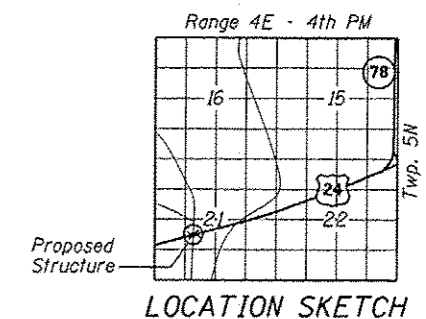 Range 4E - 4th PM
78
16
15
Twp. 5N
24
21
22
Proposed
Structure
LOCATION SKETCH